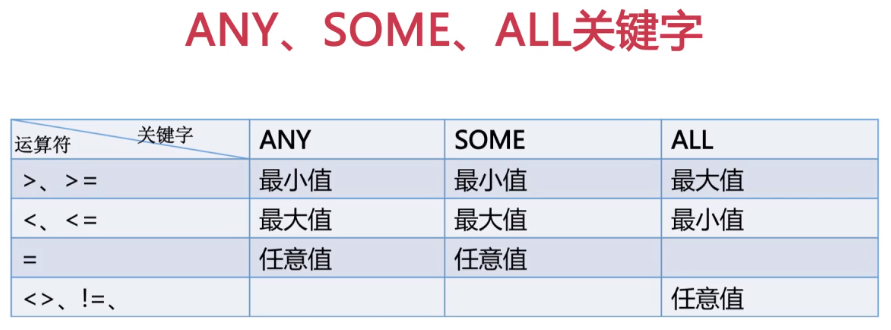 ANY、SOME、ALL关键字
关键字
运算符 ANY SOME ALL
>、>= 最小值 最小值 最大值
<、<= 最大值 最大值 最小值
= 任意值 任意值
<>、!=、 任意值